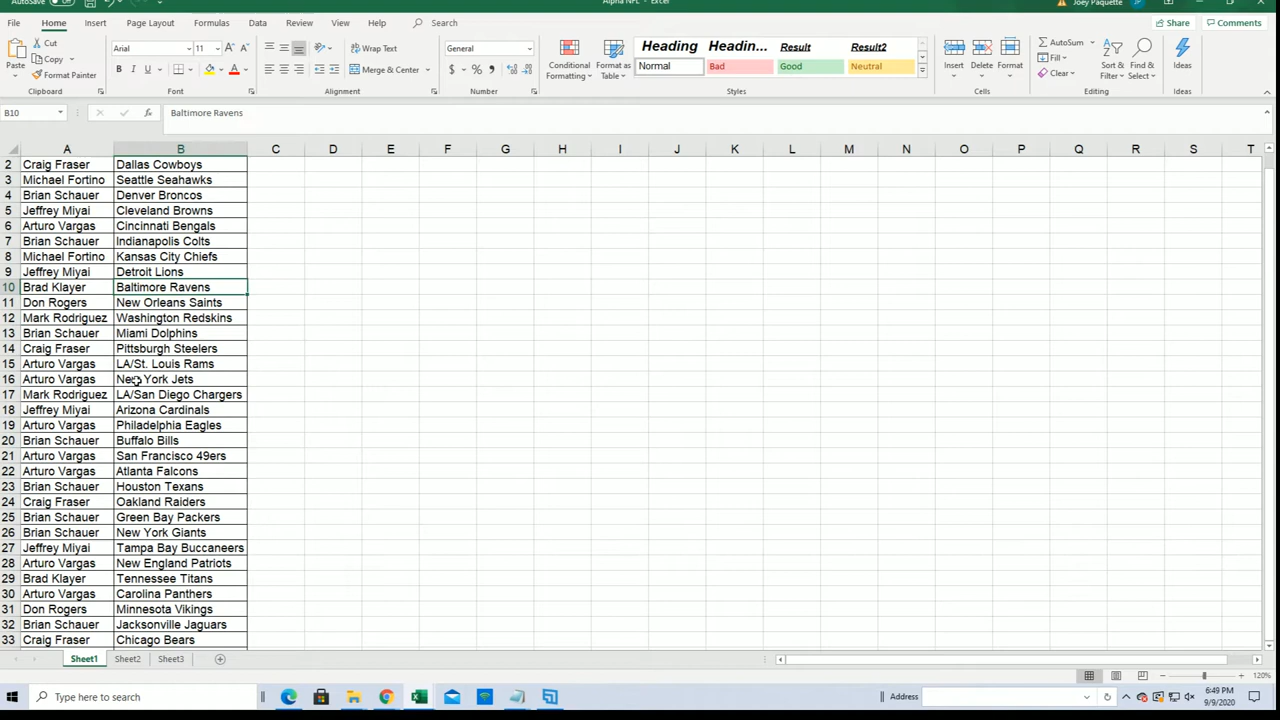 AutoSave Off Alpha NFL - Excel Joey Paquette JP
File Home Insert Page Layout Formulas Data Review View Help Search Share Comments
Paste Cut Copy Format Painter Clipboard
Arial 11 A A B I U A Font
Wrap Text Merge & Center Alignment
General $ % , Number
Conditional Formatting Format as Table Heading Headin... Result Result2 Normal Bad Good Neutral Styles
Insert Delete Format Cells
AutoSum Fill Clear Sort & Filter Find & Select Editing
Ideas Ideas
B10 fx Baltimore Ravens
A B C D E F G H I J K L M N O P Q R S T
2 Craig Fraser Dallas Cowboys
3 Michael Fortino Seattle Seahawks
4 Brian Schauer Denver Broncos
5 Jeffrey Miyai Cleveland Browns
6 Arturo Vargas Cincinnati Bengals
7 Brian Schauer Indianapolis Colts
8 Michael Fortino Kansas City Chiefs
9 Jeffrey Miyai Detroit Lions
10 Brad Klayer Baltimore Ravens
11 Don Rogers New Orleans Saints
12 Mark Rodriguez Washington Redskins
13 Brian Schauer Miami Dolphins
14 Craig Fraser Pittsburgh Steelers
15 Arturo Vargas LA/St. Louis Rams
16 Arturo Vargas New York Jets
17 Mark Rodriguez LA/San Diego Chargers
18 Jeffrey Miyai Arizona Cardinals
19 Arturo Vargas Philadelphia Eagles
20 Brian Schauer Buffalo Bills
21 Arturo Vargas San Francisco 49ers
22 Arturo Vargas Atlanta Falcons
23 Brian Schauer Houston Texans
24 Craig Fraser Oakland Raiders
25 Brian Schauer Green Bay Packers
26 Brian Schauer New York Giants
27 Jeffrey Miyai Tampa Bay Buccaneers
28 Arturo Vargas New England Patriots
29 Brad Klayer Tennessee Titans
30 Arturo Vargas Carolina Panthers
31 Don Rogers Minnesota Vikings
32 Brian Schauer Jacksonville Jaguars
33 Craig Fraser Chicago Bears
Sheet1 Sheet2 Sheet3
120%
Type here to search Address 6:49 PM
9/9/2020